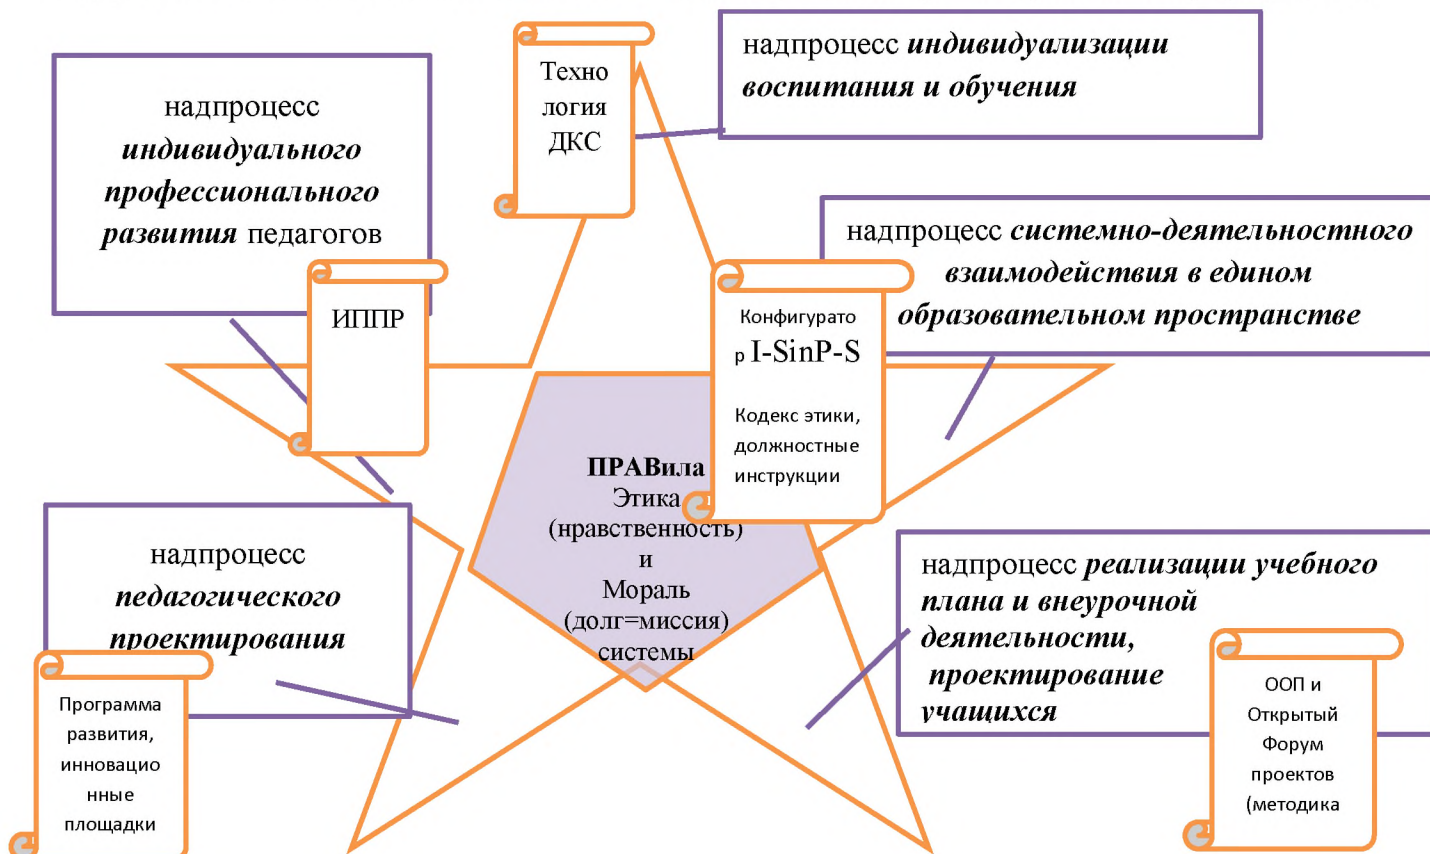 надпроцесс индивидуализации
воспитания и обучения
Техно
логия
ДКС
надпроцесс
индивидуального
профессионального
развития педагогов
ИППР
надпроцесс системно-деятельностного
взаимодействия в едином
образовательном пространстве
Конфигурато
р I-SinP-S
Кодекс этики,
должностные
инструкции
ПРАВила
Этика
(нравственность)
и
Мораль
(долг=миссия)
системы
надпроцесс
педагогического
проектирования
Программа
развития,
инновацио
нные
площадки
надпроцесс реализации учебного
плана и внеурочной
деятельности,
проектирование
учащихся
ООП и
Открытый
Форум
проектов
(методика